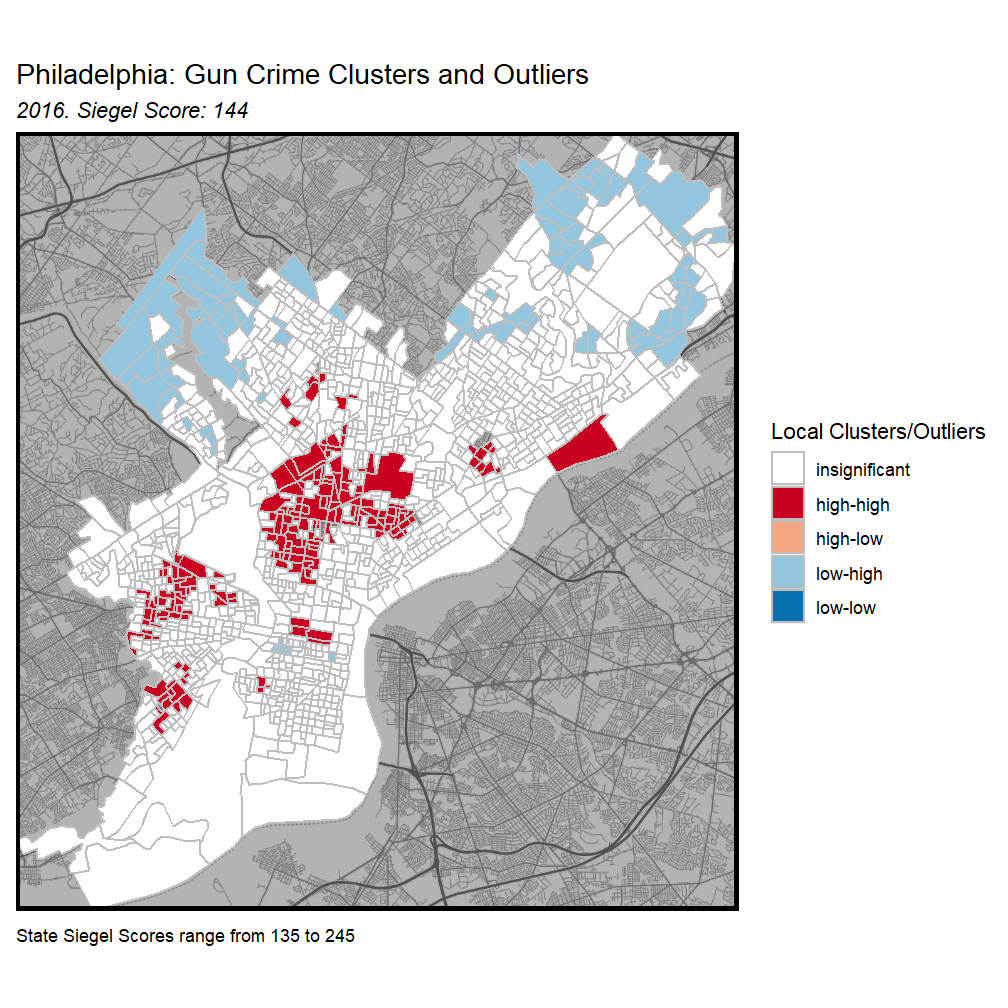 Philadelphia: Gun Crime Clusters and Outliers
2016. Siegel Score: 144
Local Clusters/Outliers
insignificant
high-high
high-low
low-high
low-low
State Siegel Scores range from 135 to 245